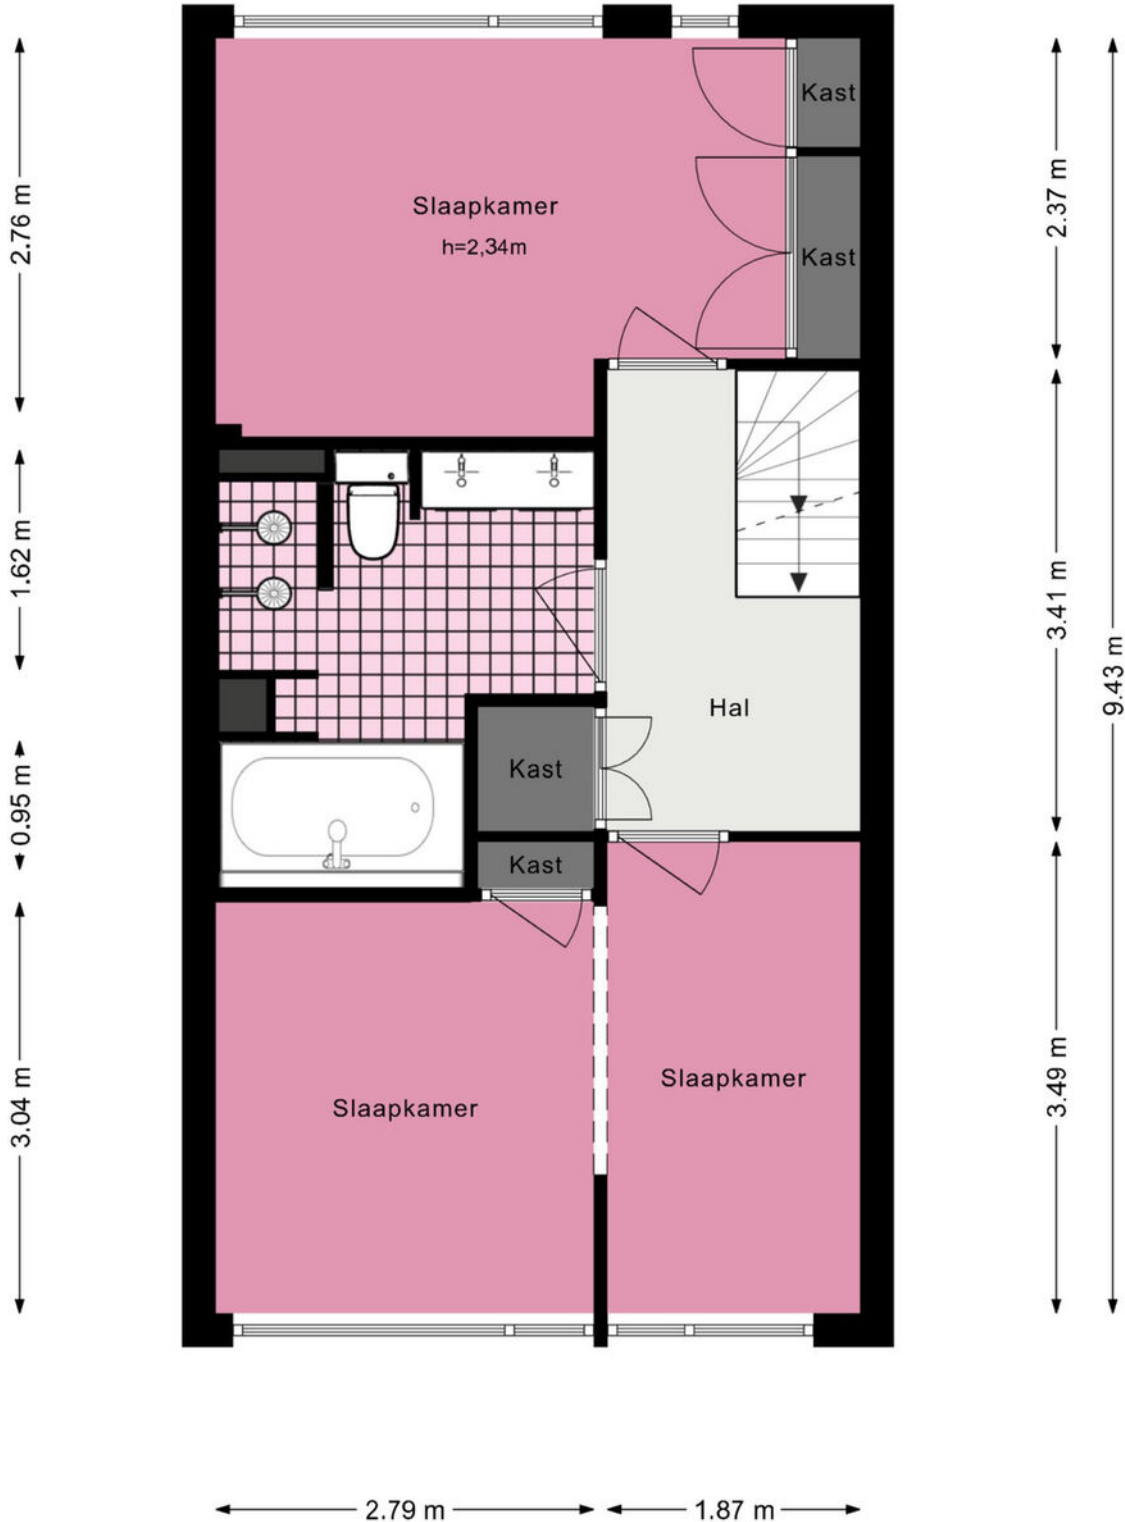 Kast
2.76 m
2.37 m
Slaapkamer
h=2,34m
Kast
1.62 m
3.41 m
9.43 m
Hal
Kast
0.95 m
Kast
3.04 m
3.49 m
Slaapkamer
Slaapkamer
2.79 m
1.87 m